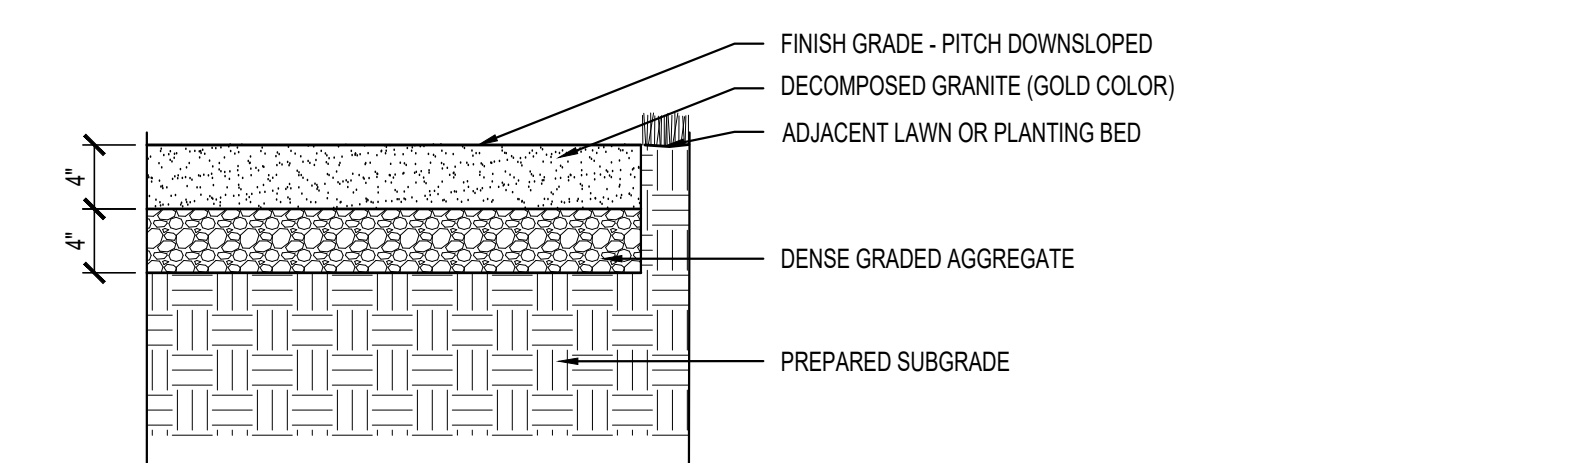 FINISH GRADE - PITCH DOWNSLOPED
DECOMPOSED GRANITE (GOLD COLOR)
ADJACENT LAWN OR PLANTING BED
4"
4"
DENSE GRADED AGGREGATE
PREPARED SUBGRADE